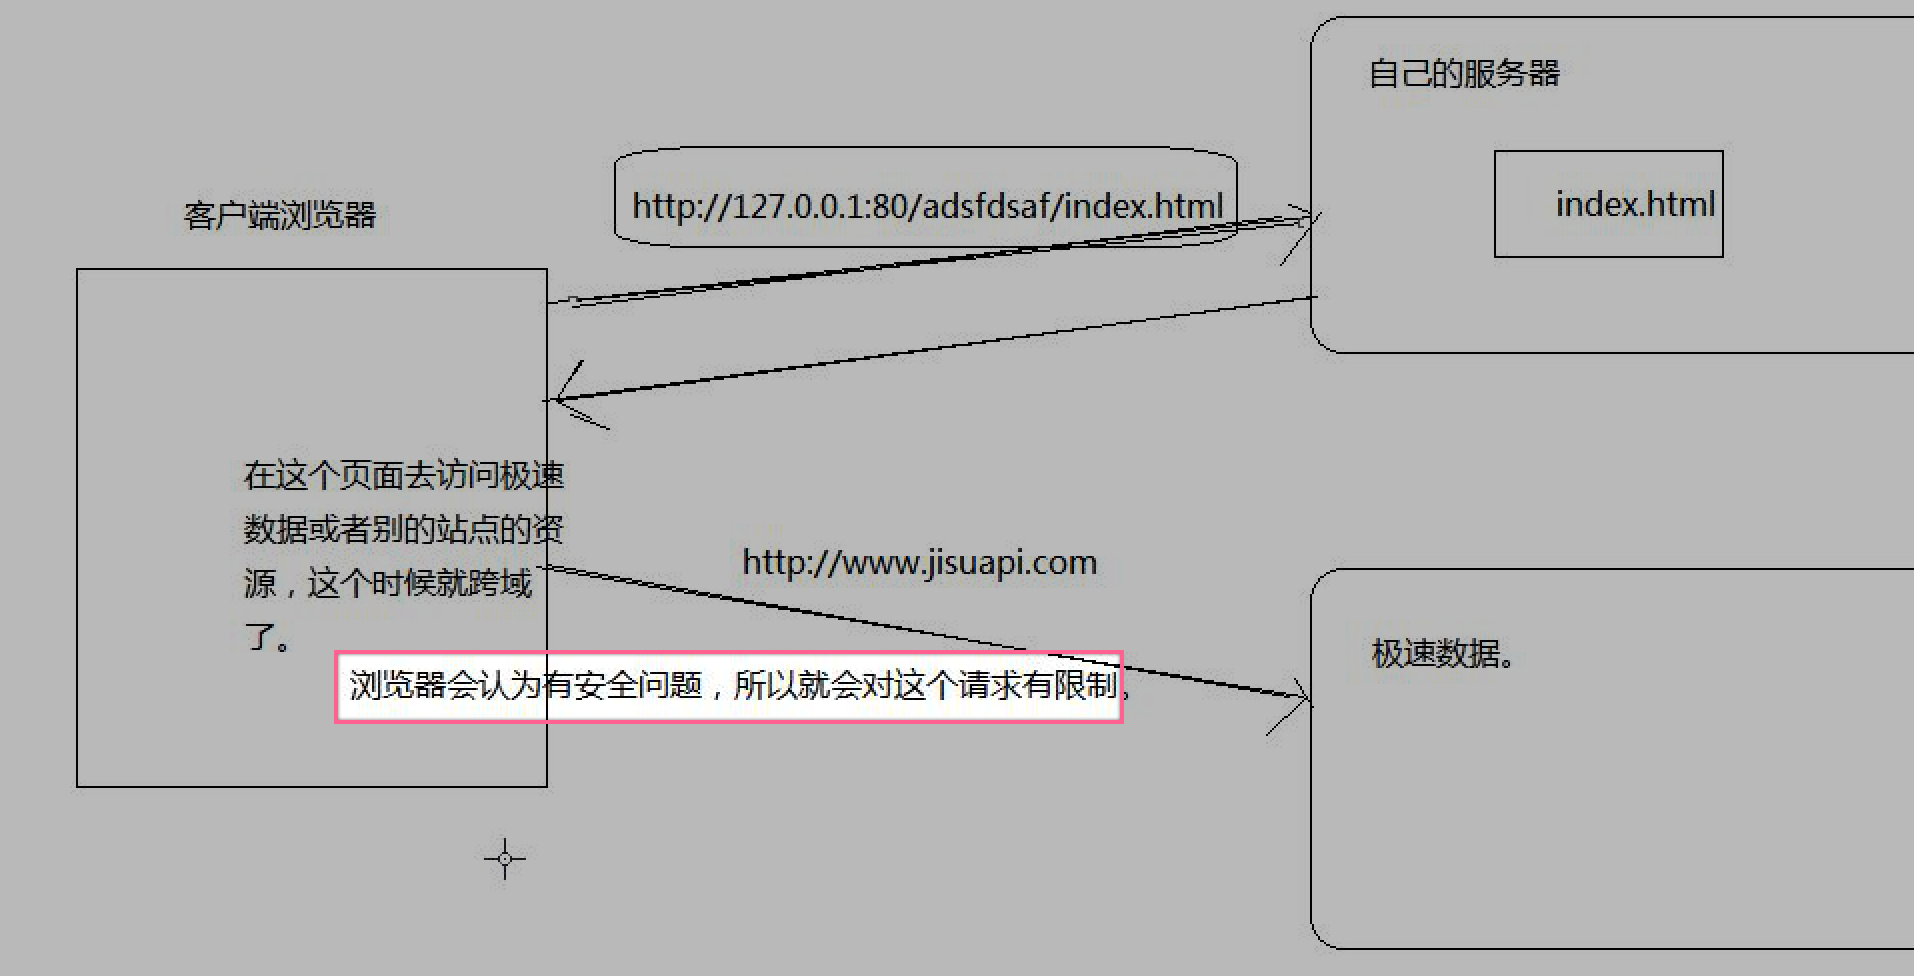 自己的服务器
客户端浏览器
http://127.0.0.1:80/adsfdsaf/index.html
index.html
在这个页面去访问极速
数据或者别的站点的资
源，这个时候就跨域
了。
http://www.jisuapi.com
极速数据。
浏览器会认为有安全问题，所以就会对这个请求有限制。